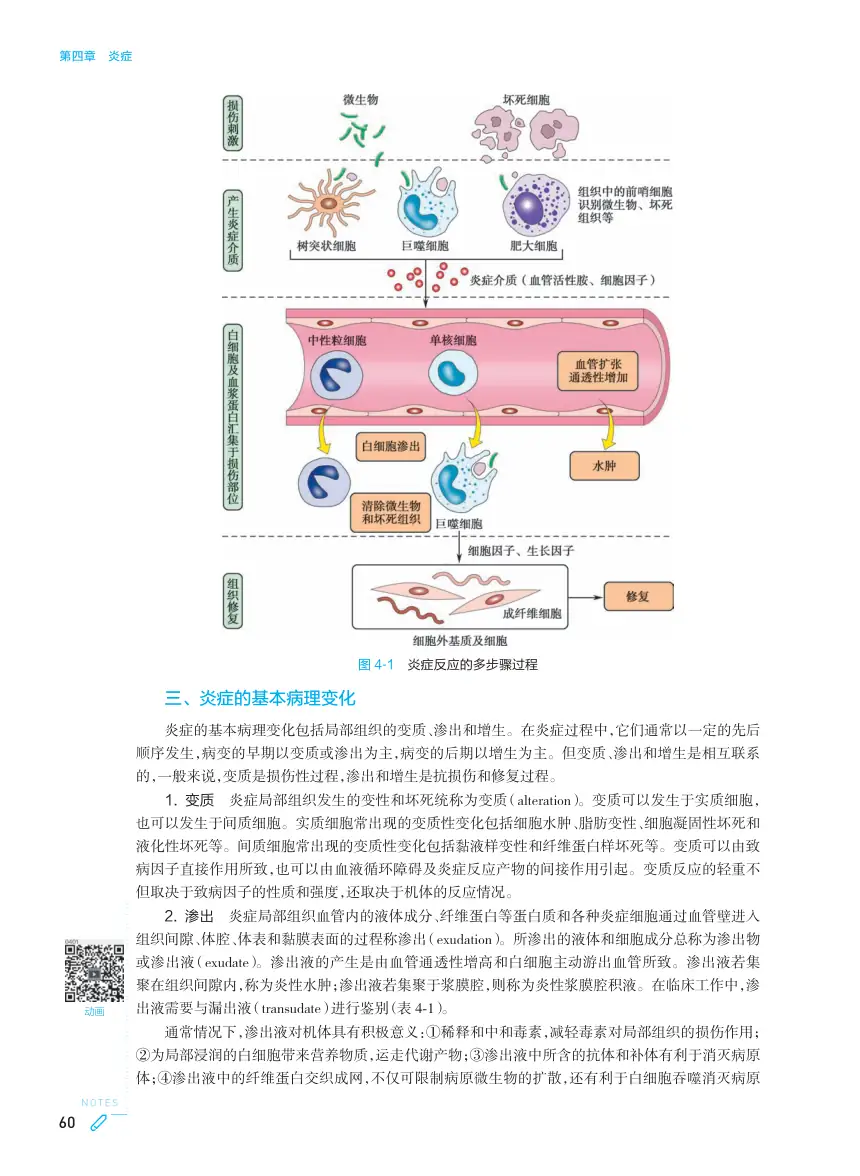 第四章　炎症
损伤刺激
微生物
坏死细胞
产生炎症介质
组织中的前哨细胞
识别微生物、坏死
组织等
树突状细胞
巨噬细胞
肥大细胞
炎症介质（血管活性胺、细胞因子）
白细胞及血浆蛋白汇集于损伤部位
中性粒细胞
单核细胞
血管扩张
通透性增加
白细胞渗出
水肿
清除微生物
和坏死组织
巨噬细胞
细胞因子、生长因子
组织修复
成纤维细胞
修复
细胞外基质及细胞
图 4-1　炎症反应的多步骤过程
三、炎症的基本病理变化
炎症的基本病理变化包括局部组织的变质、渗出和增生。在炎症过程中，它们通常以一定的先后
顺序发生，病变的早期以变质或渗出为主，病变的后期以增生为主。但变质、渗出和增生是相互联系
的，一般来说，变质是损伤性过程，渗出和增生是抗损伤和修复过程。
1. 变质　炎症局部组织发生的变性和坏死统称为变质（alteration）。变质可以发生于实质细胞，
也可以发生于间质细胞。实质细胞常出现的变质性变化包括细胞水肿、脂肪变性、细胞凝固性坏死和
液化性坏死等。间质细胞常出现的变质性变化包括黏液样变性和纤维蛋白样坏死等。变质可以由致
病因子直接作用所致，也可以由血液循环障碍及炎症反应产物的间接作用引起。变质反应的轻重不
但取决于致病因子的性质和强度，还取决于机体的反应情况。
2. 渗出　炎症局部组织血管内的液体成分、纤维蛋白等蛋白质和各种炎症细胞通过血管壁进入
组织间隙、体腔、体表和黏膜表面的过程称渗出（exudation）。所渗出的液体和细胞成分总称为渗出物
或渗出液（exudate）。渗出液的产生是由血管通透性增高和白细胞主动游出血管所致。渗出液若集
聚在组织间隙内，称为炎性水肿；渗出液若集聚于浆膜腔，则称为炎性浆膜腔积液。在临床工作中，渗
出液需要与漏出液（transudate）进行鉴别（表 4-1）。
0401
动画
通常情况下，渗出液对机体具有积极意义：①稀释和中和毒素，减轻毒素对局部组织的损伤作用；
②为局部浸润的白细胞带来营养物质，运走代谢产物；③渗出液中所含的抗体和补体有利于消灭病原
体；④渗出液中的纤维蛋白交织成网，不仅可限制病原微生物的扩散，还有利于白细胞吞噬消灭病原
NOTES
60